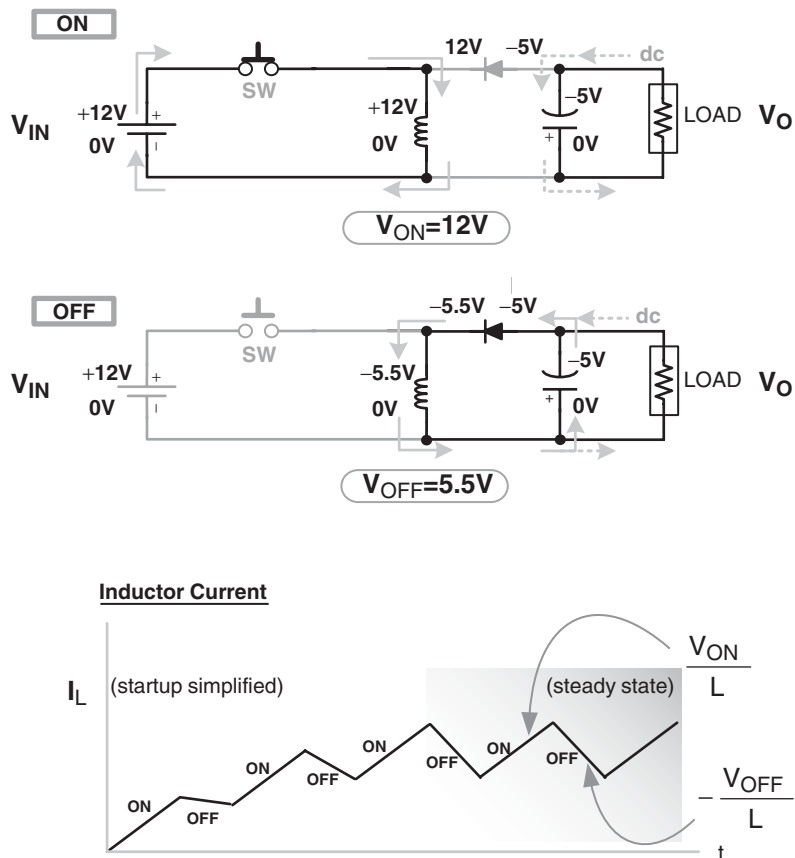 ON
12V −5V dc
SW
V_IN +12V + +12V −5V LOAD V_O
0V − 0V + 0V
V_ON=12V
OFF
−5.5V −5V dc
SW
V_IN +12V + −5.5V −5V LOAD V_O
0V − 0V + 0V
V_OFF=5.5V
Inductor Current
I_L (startup simplified) (steady state) V_ON/L
ON OFF ON OFF ON OFF ON OFF
− V_OFF/L
t